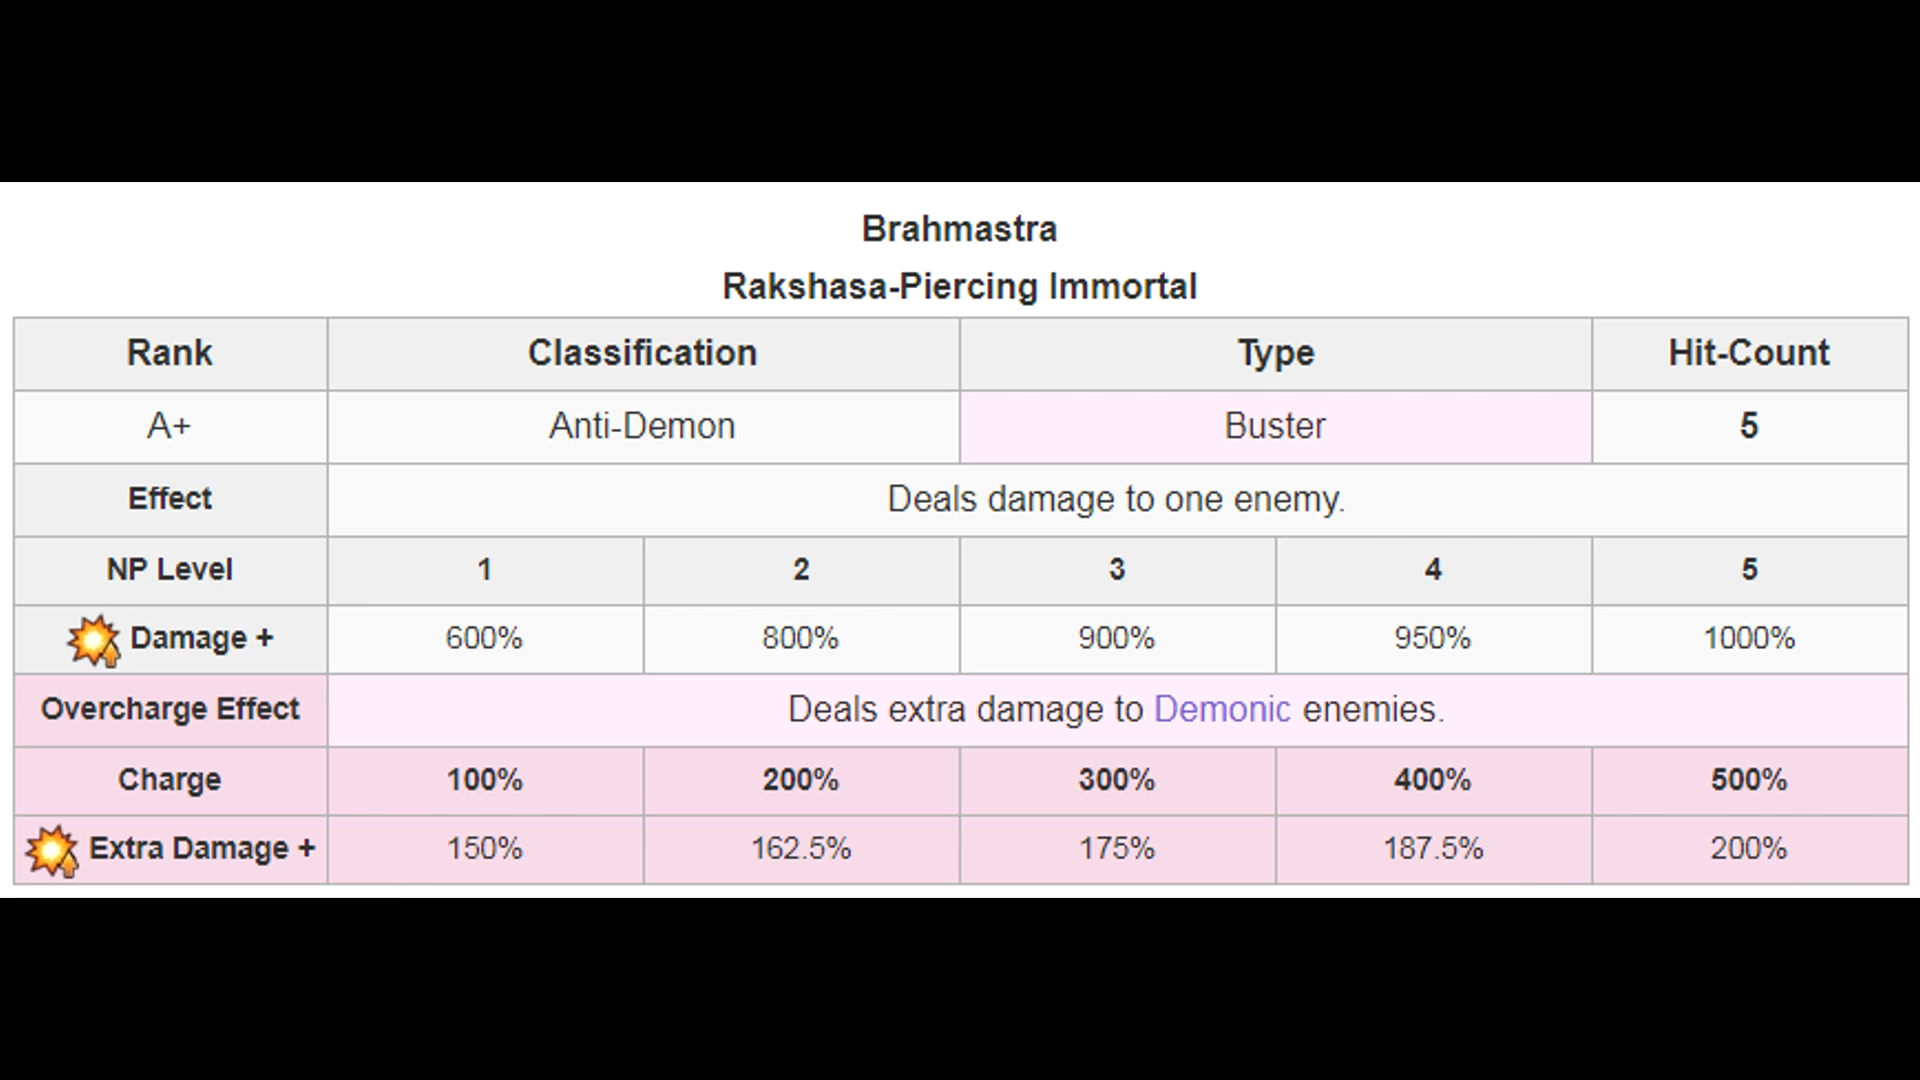 Brahmastra
Rakshasa-Piercing Immortal
Rank Classification Type Hit-Count
A+ Anti-Demon Buster 5
Effect Deals damage to one enemy.
NP Level 1 2 3 4 5
Damage + 600% 800% 900% 950% 1000%
Overcharge Effect Deals extra damage to Demonic enemies.
Charge 100% 200% 300% 400% 500%
Extra Damage + 150% 162.5% 175% 187.5% 200%